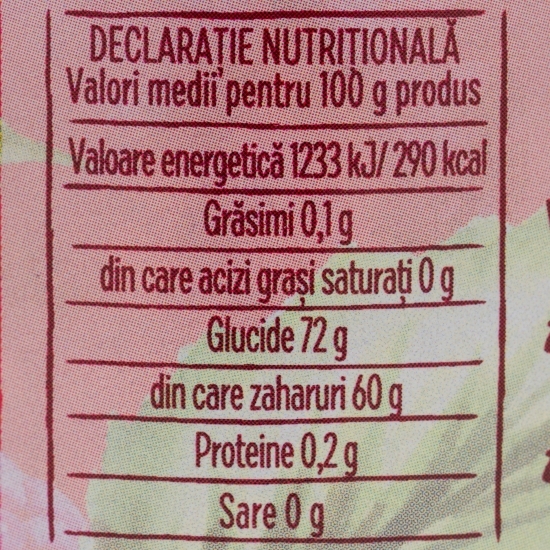 DECLARAȚIE NUTRIȚIONALĂ
Valori medii pentru 100 g produs
Valoare energetică 1233 kJ/ 290 kcal
Grăsimi 0,1 g
din care acizi grași saturați 0 g
Glucide 72 g
din care zaharuri 60 g
Proteine 0,2 g
Sare 0 g